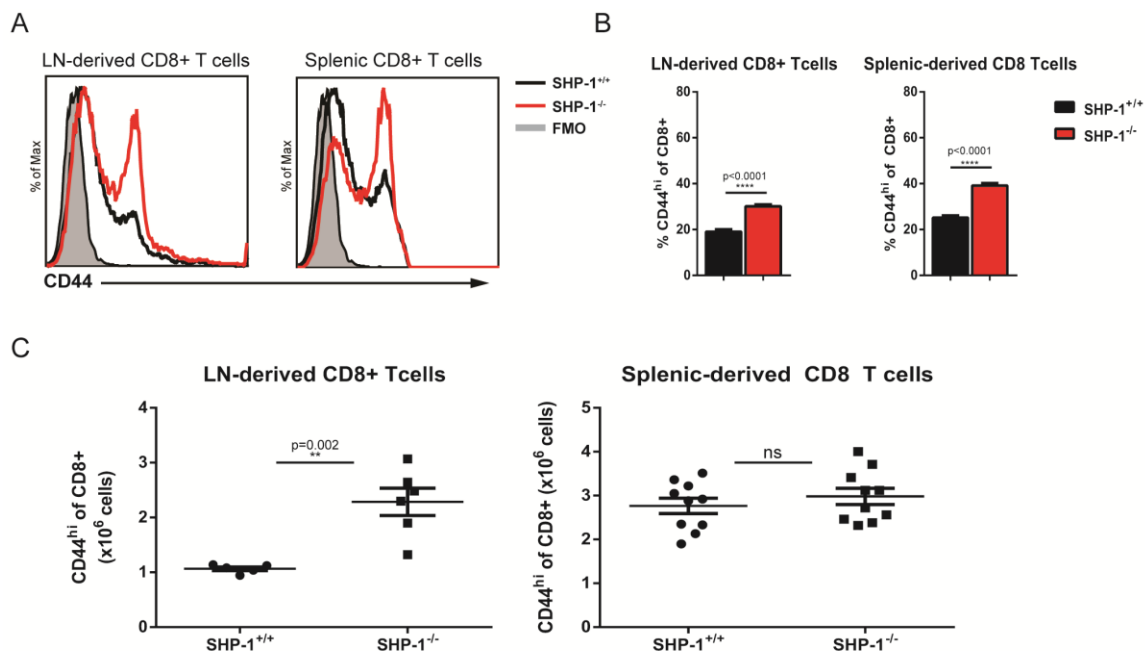 A
LN-derived CD8+ T cells
Splenic CD8+ T cells
% of Max
% of Max
SHP-1+/+
SHP-1-/-
FMO
CD44
B
LN-derived CD8+ Tcells
Splenic-derived CD8 Tcells
% CD44hi of CD8+
80
60
40
20
0
p<0.0001
****
% CD44hi of CD8+
80
60
40
20
0
p<0.0001
****
SHP-1+/+
SHP-1-/-
C
LN-derived CD8+ Tcells
CD44hi of CD8+
(x10^6 cells)
4
3
2
1
0
p=0.002
**
SHP-1+/+
SHP-1-/-
Splenic-derived CD8 T cells
CD44hi of CD8+ (x10^6 cells)
5
4
3
2
1
0
ns
SHP-1+/+
SHP-1-/-